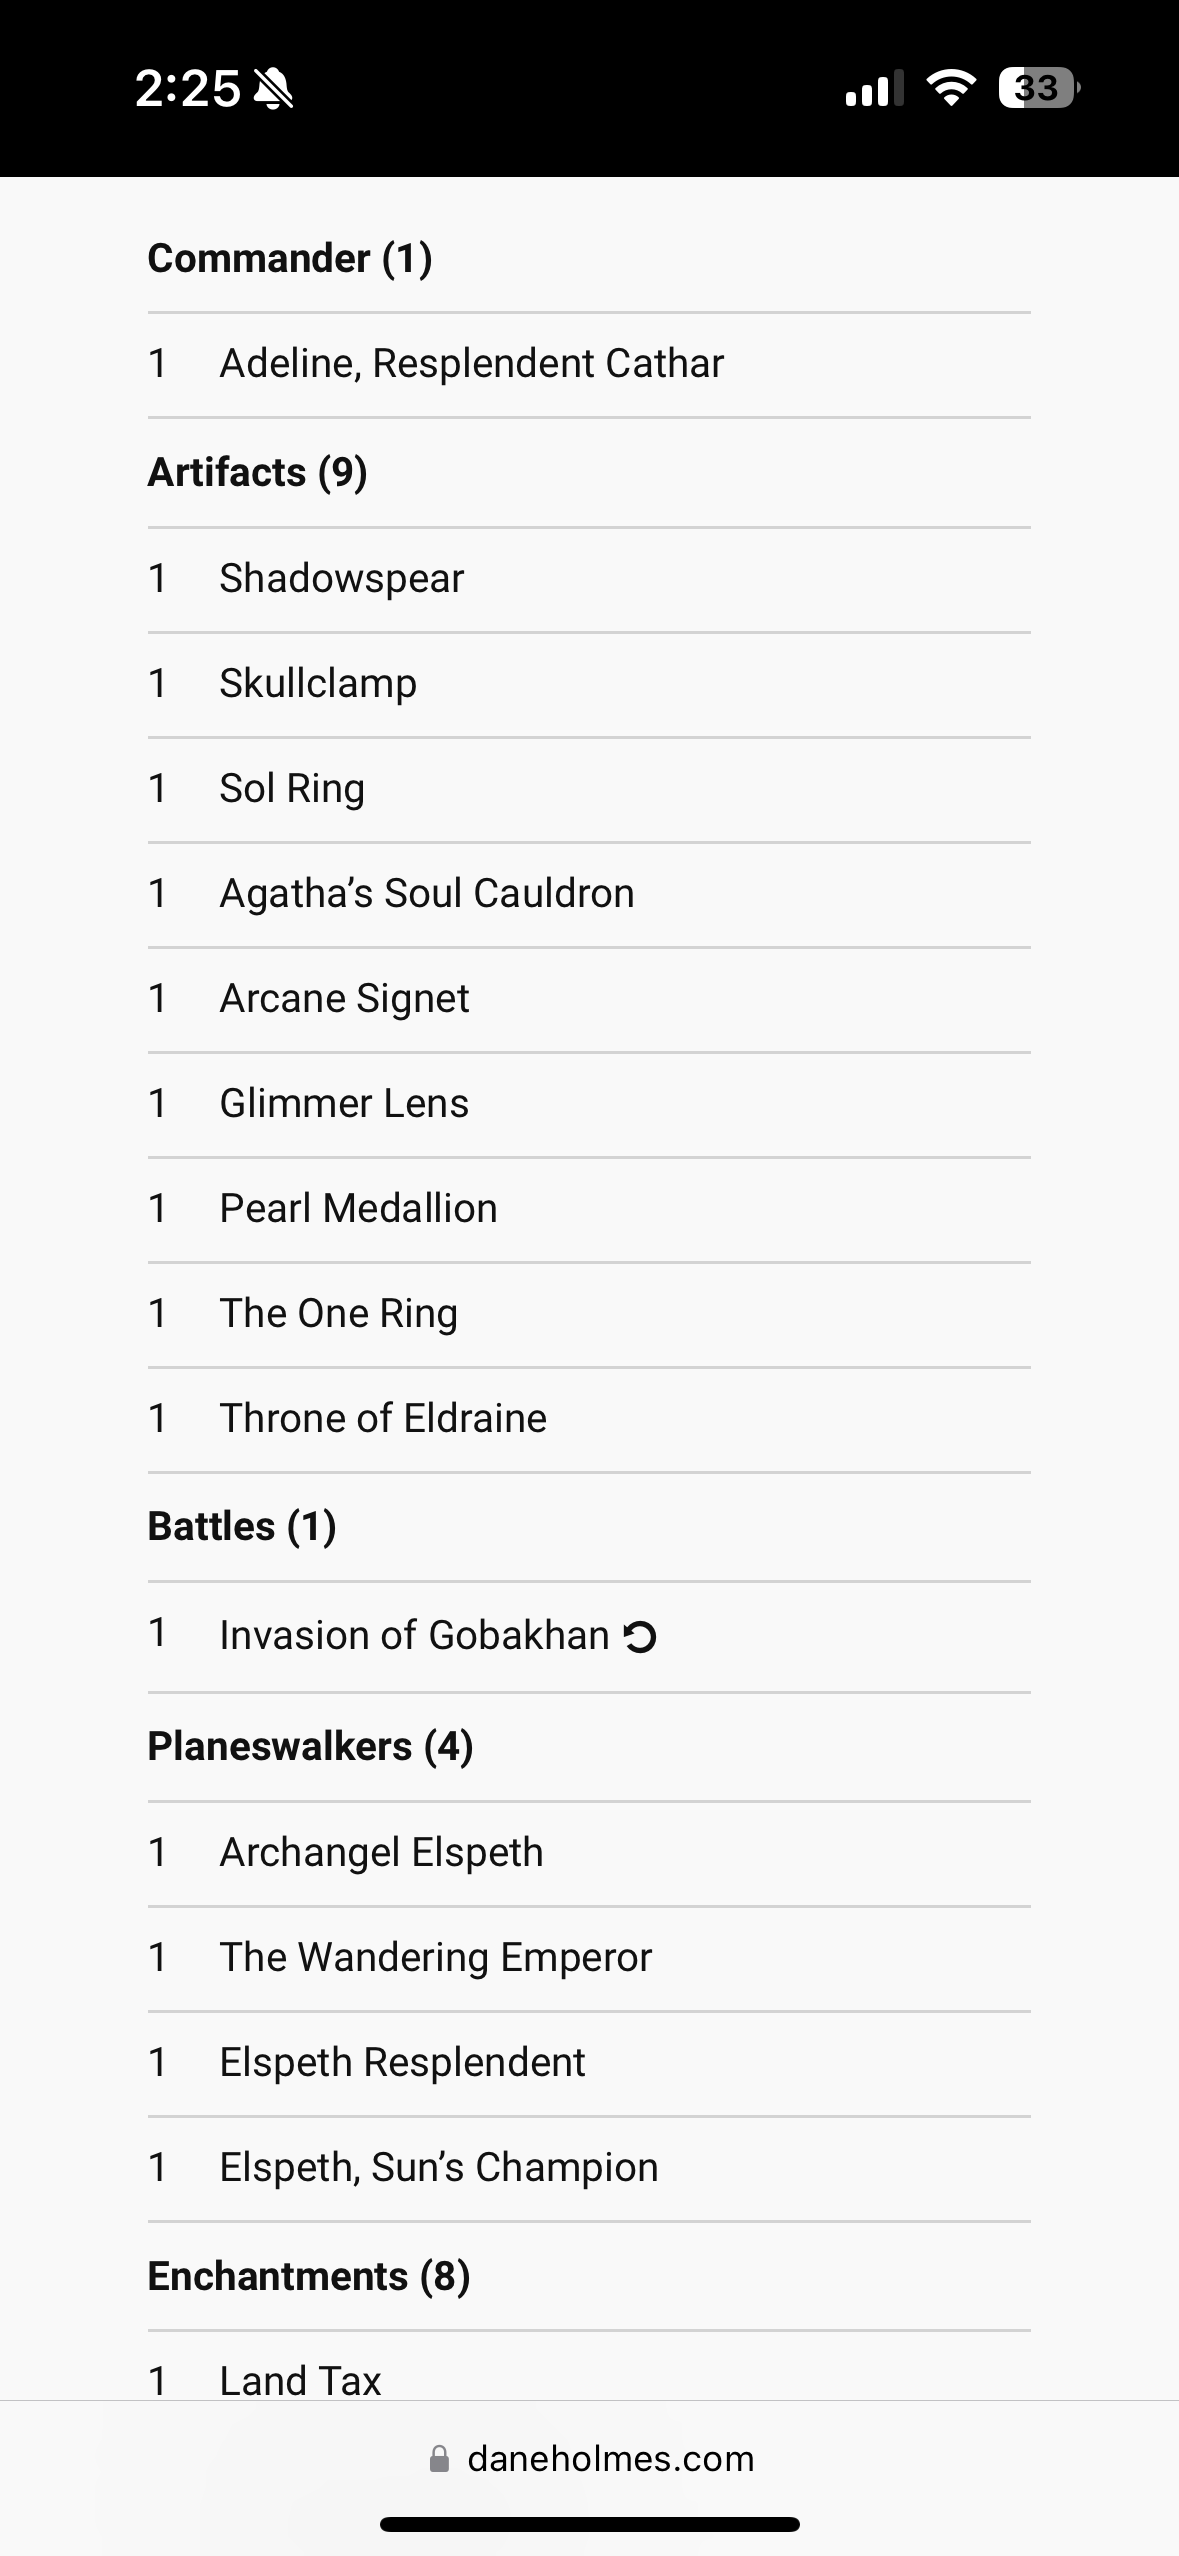 2:25
33
Commander (1)
1 Adeline, Resplendent Cathar
Artifacts (9)
1 Shadowspear
1 Skullclamp
1 Sol Ring
1 Agatha’s Soul Cauldron
1 Arcane Signet
1 Glimmer Lens
1 Pearl Medallion
1 The One Ring
1 Throne of Eldraine
Battles (1)
1 Invasion of Gobakhan
Planeswalkers (4)
1 Archangel Elspeth
1 The Wandering Emperor
1 Elspeth Resplendent
1 Elspeth, Sun’s Champion
Enchantments (8)
1 Land Tax
daneholmes.com